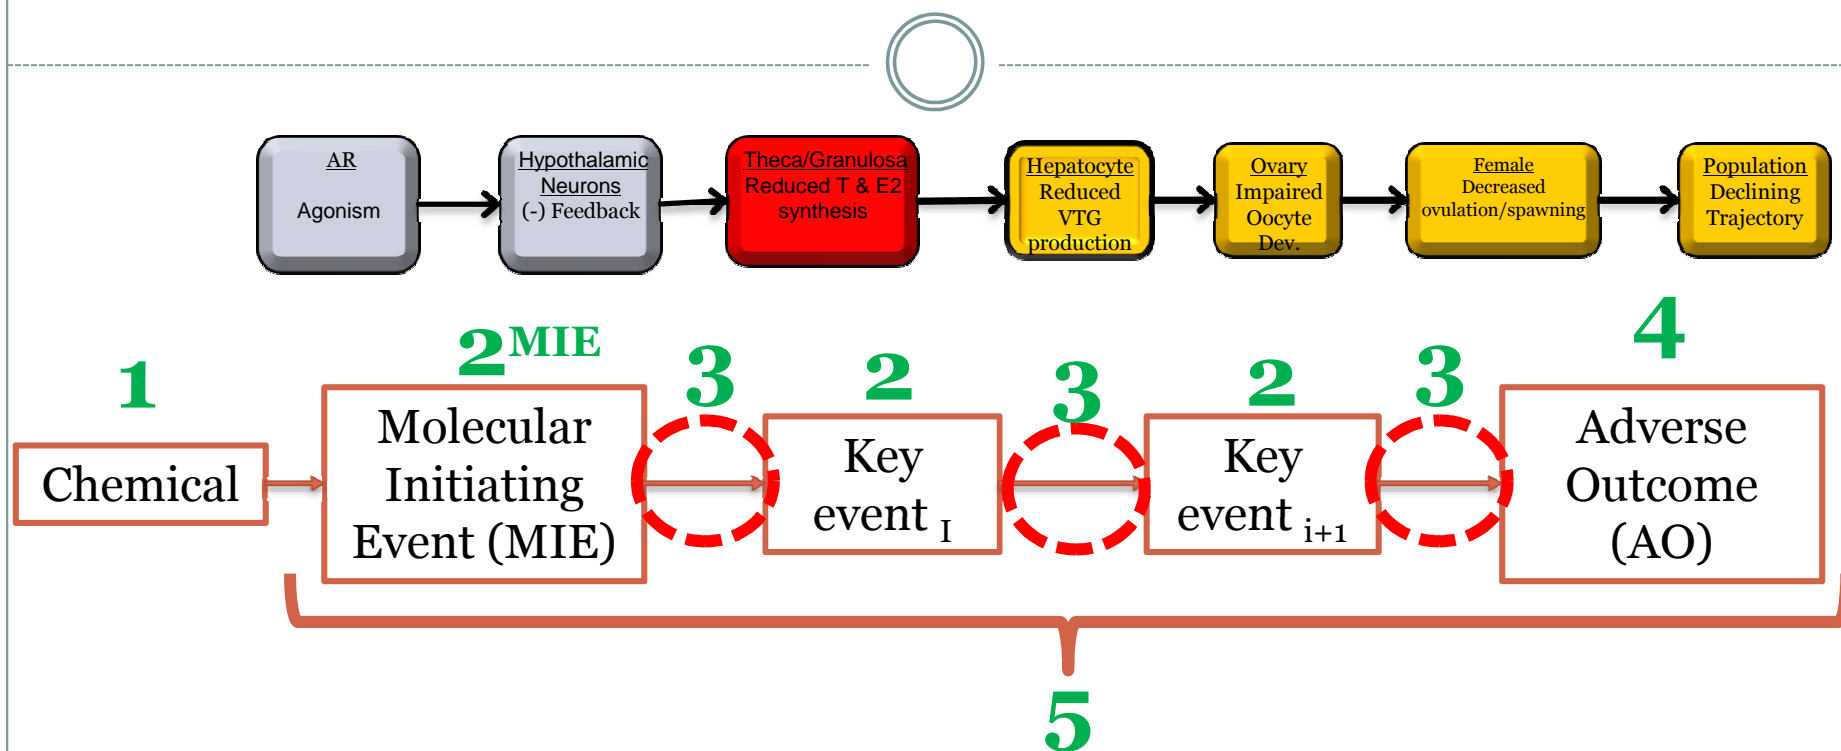 AR
Agonism
Hypothalamic
Neurons
(-) Feedback
Theca/Granulosa
Reduced T & E2
synthesis
Hepatocyte
Reduced
VTG
production
Ovary
Impaired
Oocyte
Dev.
Female
Decreased
ovulation/spawning
Population
Declining
Trajectory
1
Chemical
2MIE
Molecular
Initiating
Event (MIE)
3
2
Key
event I
3
2
Key
event i+1
3
4
Adverse
Outcome
(AO)
5